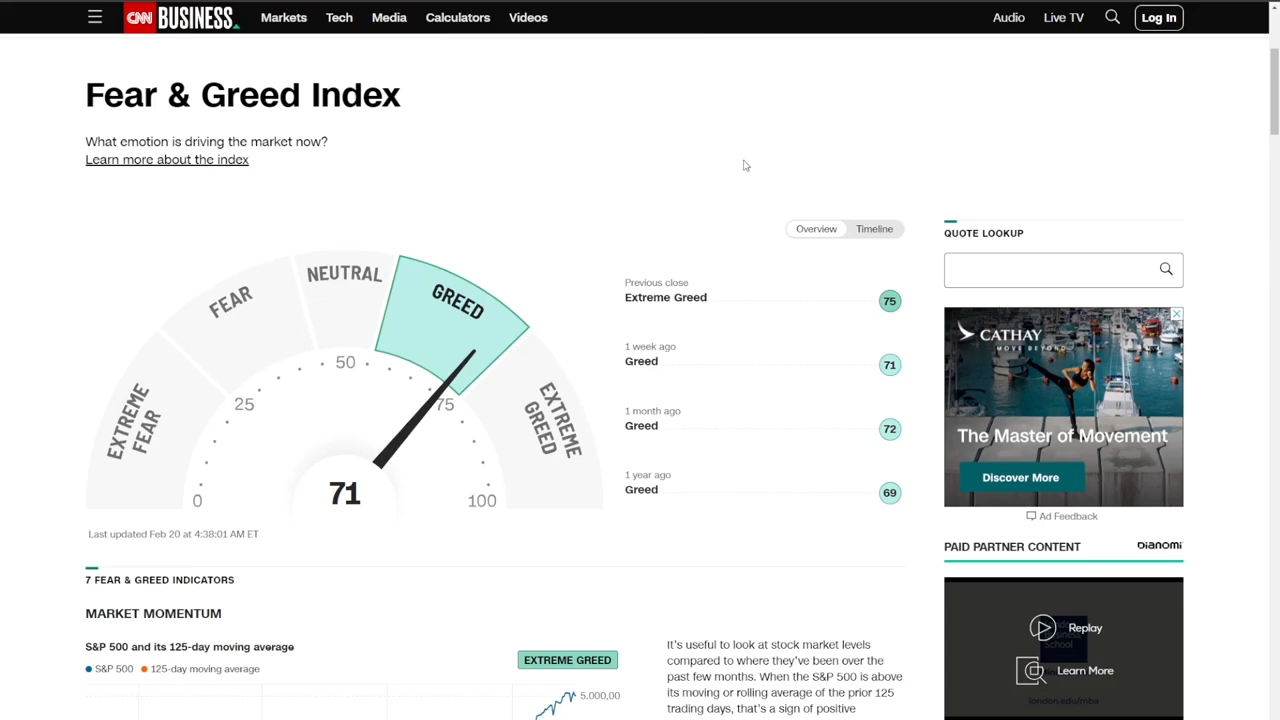 CNN BUSINESS
Markets
Tech
Media
Calculators
Videos
Audio
Live TV
Log In
Fear & Greed Index
What emotion is driving the market now?
Learn more about the index
Overview
Timeline
EXTREME FEAR
FEAR
NEUTRAL
GREED
EXTREME GREED
0
25
50
75
100
71
Last updated Feb 20 at 4:38:01 AM ET
Previous close
Extreme Greed
75
1 week ago
Greed
71
1 month ago
Greed
72
1 year ago
Greed
69
7 FEAR & GREED INDICATORS
MARKET MOMENTUM
S&P 500 and its 125-day moving average
S&P 500
125-day moving average
EXTREME GREED
5.000,00
It's useful to look at stock market levels
compared to where they've been over the
past few months. When the S&P 500 is above
its moving or rolling average of the prior 125
trading days, that's a sign of positive
QUOTE LOOKUP
CATHAY
MOVE BEYOND
The Master of Movement
Discover More
Ad Feedback
PAID PARTNER CONTENT
DIANOMI
Replay
Learn More
london.edu/mba